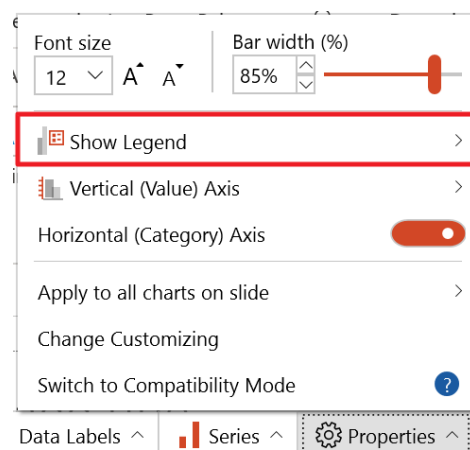 Font size
Bar width (%)
12 A A 85%
Show Legend
Vertical (Value) Axis
Horizontal (Category) Axis
Apply to all charts on slide
Change Customizing
Switch to Compatibility Mode ?
Data Labels Series Properties